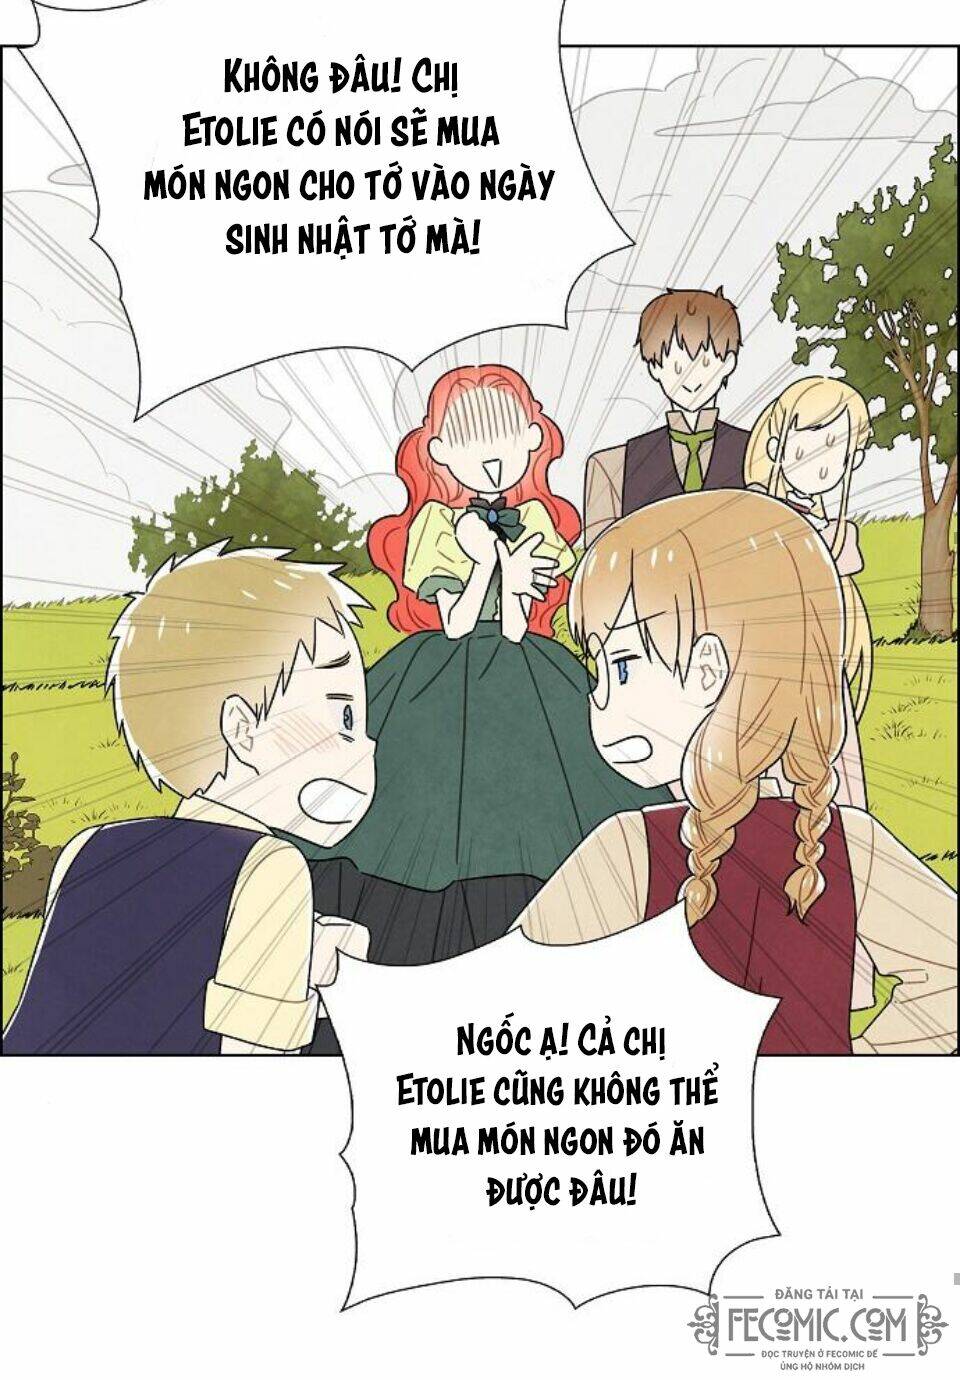 KHÔNG ĐÂU! CHỊ
ETOLIE CÓ NÓI SẼ MUA
MÓN NGON CHO TỚ VÀO NGÀY
SINH NHẬT TỚ MÀ!
NGỐC Ạ! CẢ CHỊ
ETOLIE CŨNG KHÔNG THỂ
MUA MÓN NGON ĐÓ ĂN
ĐƯỢC ĐÂU!
ĐĂNG TẢI TẠI
FECOMIC.COM
ĐỌC TRUYỆN Ở FECOMIC ĐỂ
ỦNG HỘ NHÓM DỊCH